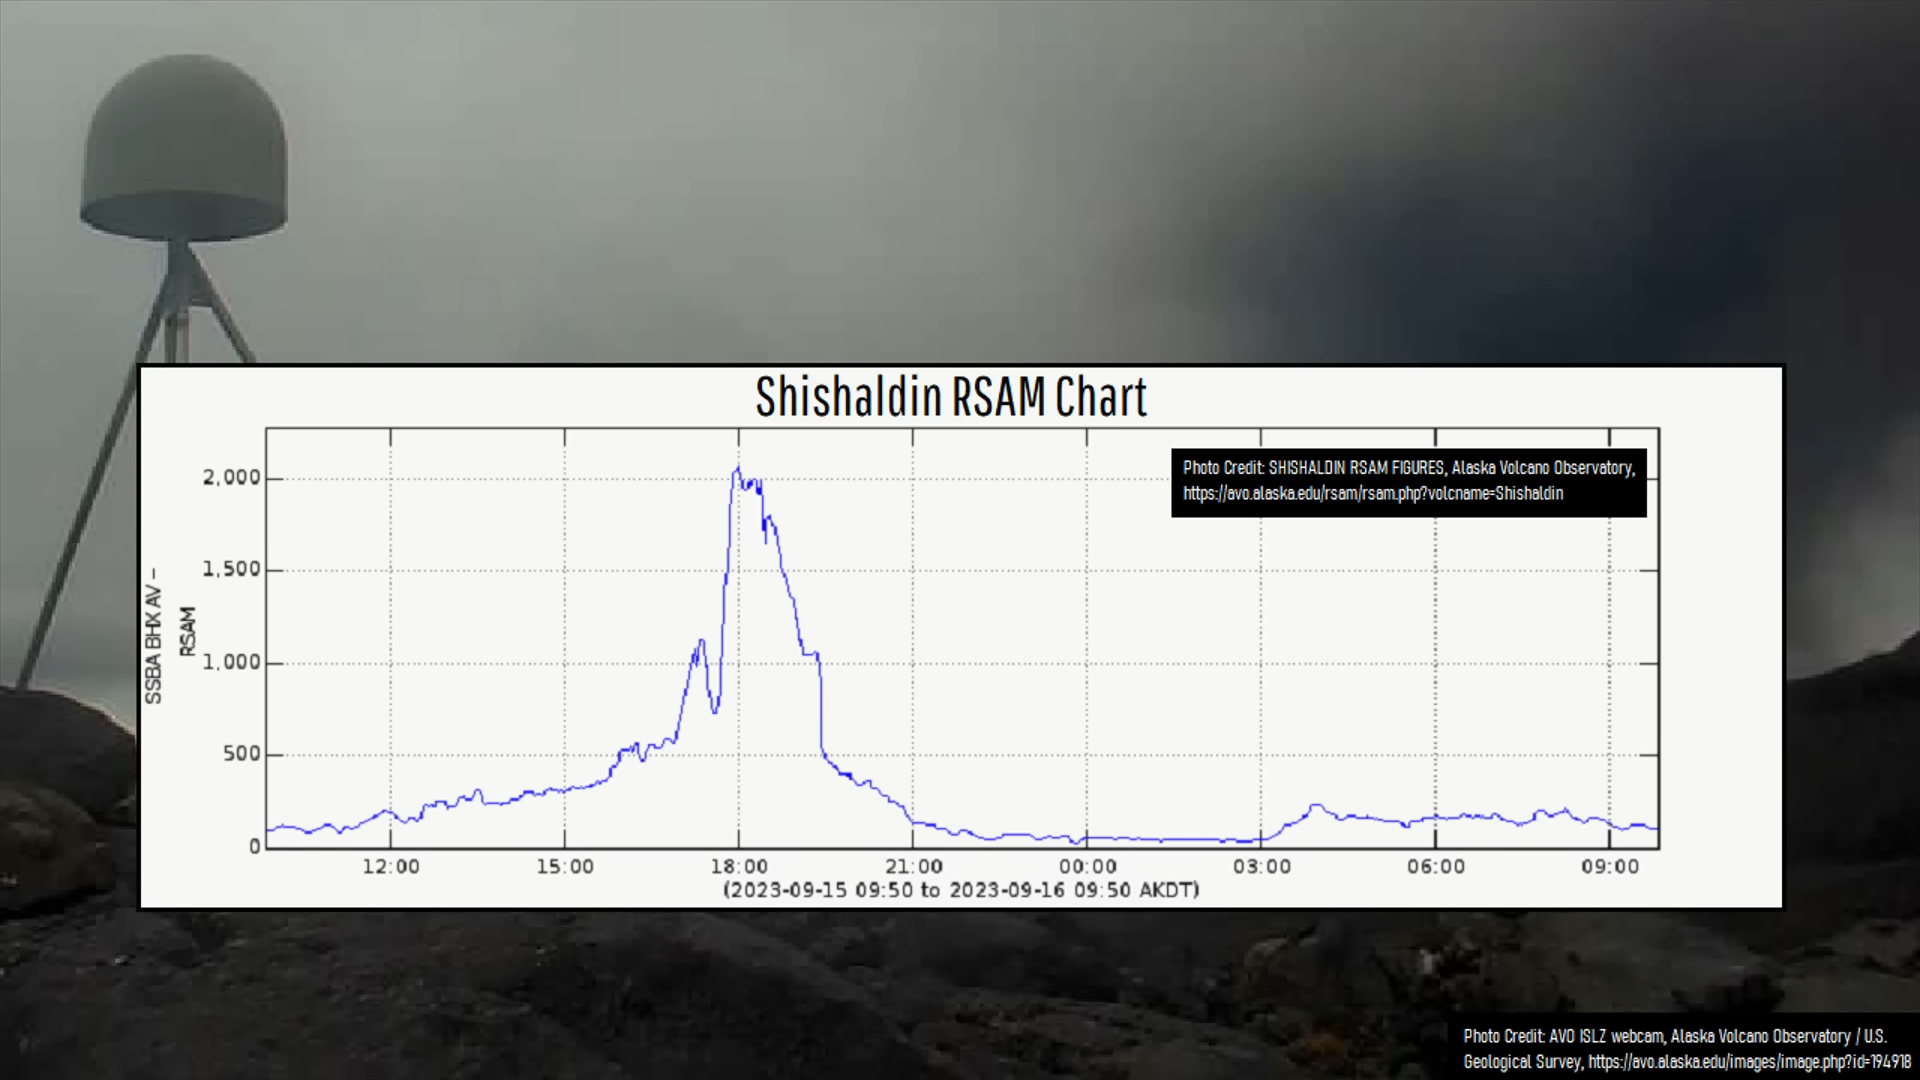 Shishaldin RSAM Chart
Photo Credit: SHISHALDIN RSAM FIGURES, Alaska Volcano Observatory,
https://avo.alaska.edu/rsam/rsam.php?volcname=Shishaldin
SSBA BHX AV --
RSAM
2,000
1,500
1,000
500
0
12:00 15:00 18:00 21:00 00:00 03:00 06:00 09:00
(2023-09-15 09:50 to 2023-09-16 09:50 AKDT)
Photo Credit: AVO ISLZ webcam, Alaska Volcano Observatory / U.S.
Geological Survey, https://avo.alaska.edu/images/image.php?id=194918